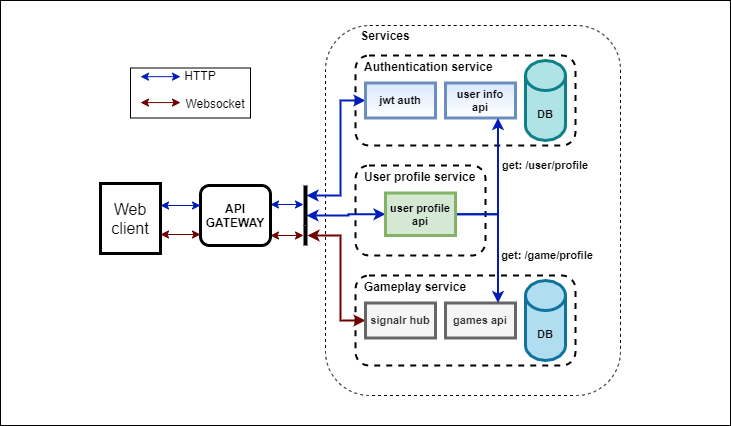 Services
HTTP
Websocket
Authentication service
jwt auth
user info
api
DB
get: /user/profile
User profile service
user profile
api
Web
client
API
GATEWAY
get: /game/profile
Gameplay service
signalr hub
games api
DB